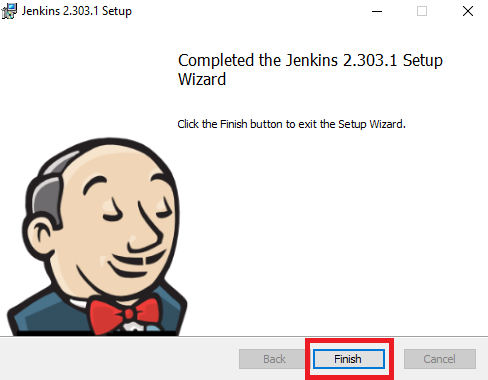 Jenkins 2.303.1 Setup
Completed the Jenkins 2.303.1 Setup
Wizard
Click the Finish button to exit the Setup Wizard.
Back
Finish
Cancel